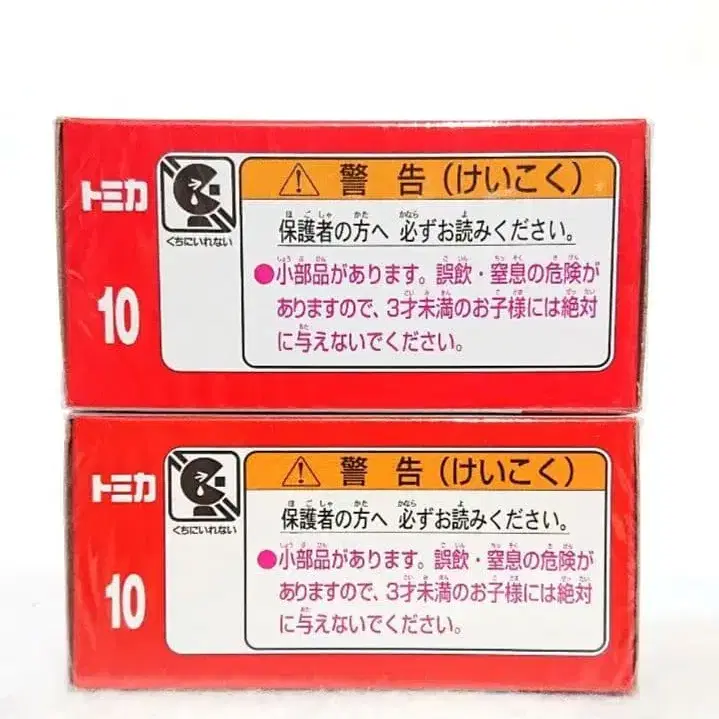 トミカ
くちにいれない
10
⚠ 警告(けいこく)
保護者の方へ 必ずお読みください。
●小部品があります。誤飲・窒息の危険が
ありますので、3才未満のお子様には絶対
に与えないでください。
トミカ
くちにいれない
10
⚠ 警告(けいこく)
保護者の方へ 必ずお読みください。
●小部品があります。誤飲・窒息の危険が
ありますので、3才未満のお子様には絶対
に与えないでください。